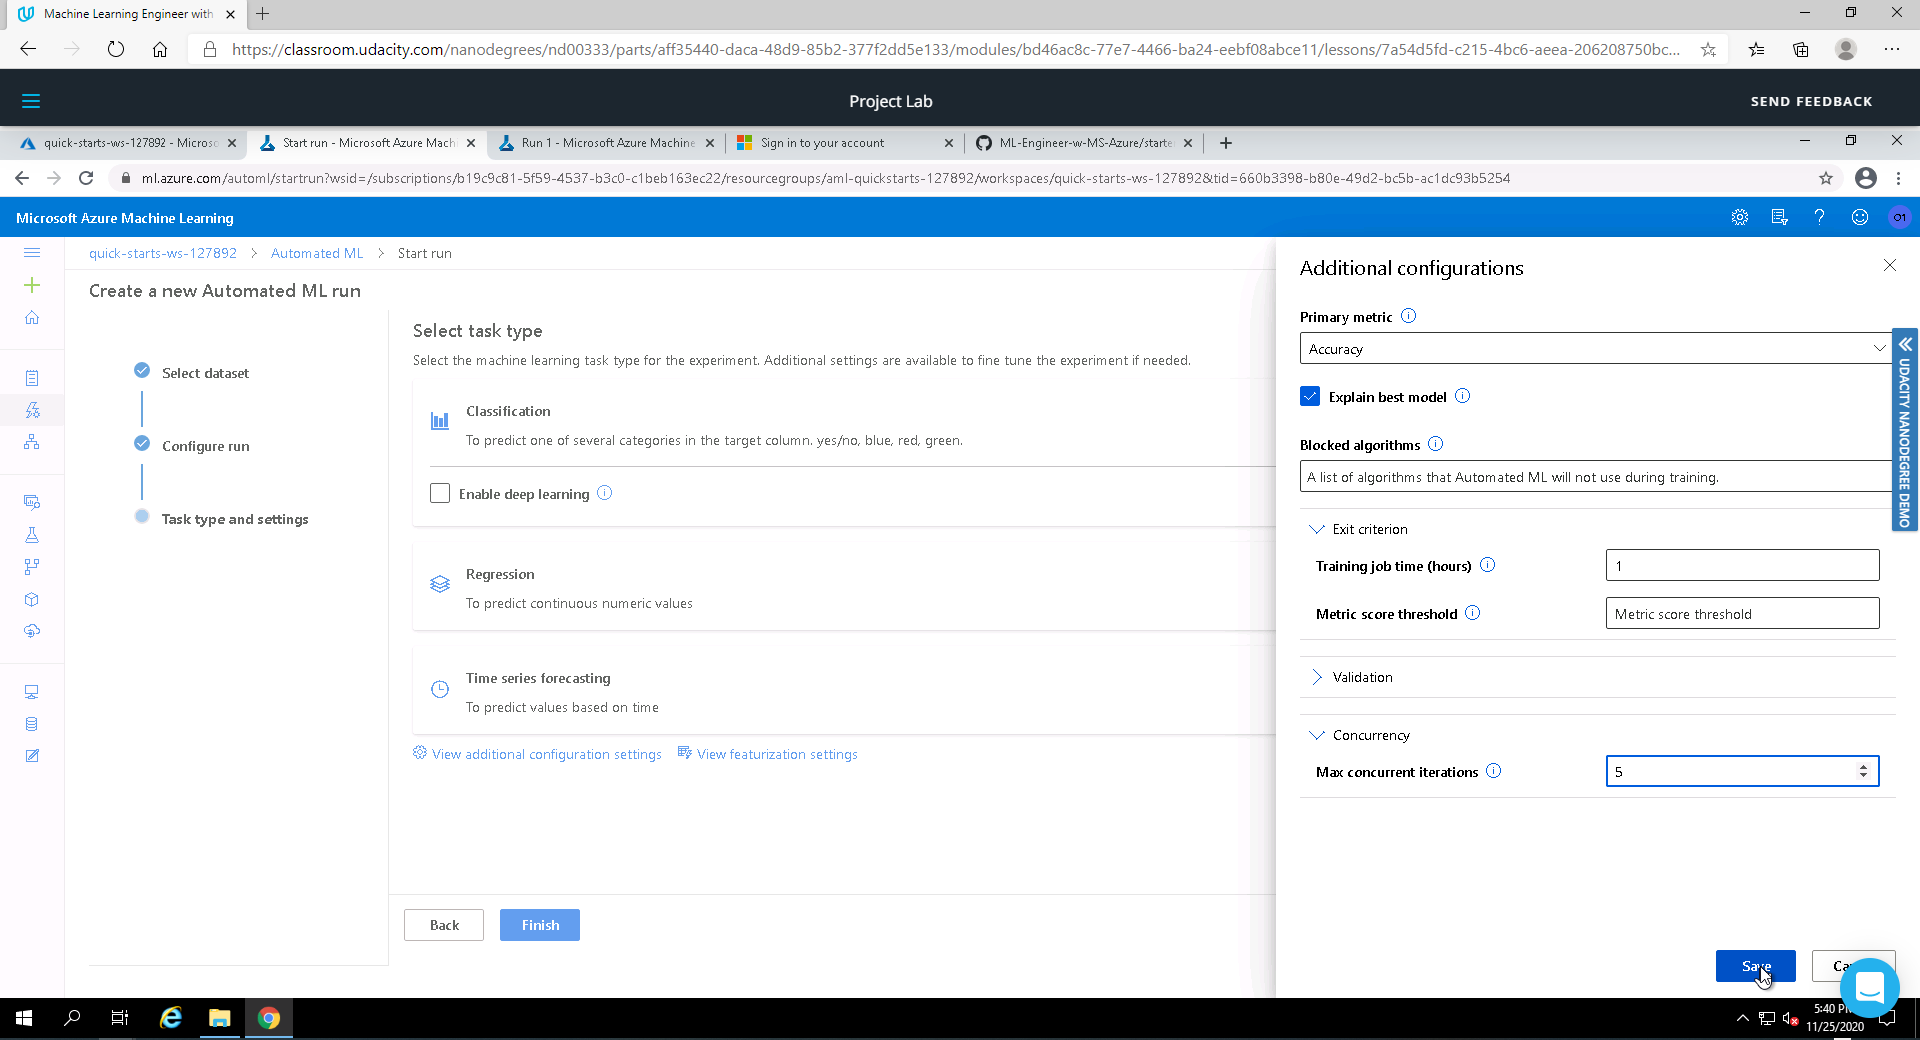 Machine Learning Engineer with
https://classroom.udacity.com/nanodegrees/nd00333/parts/aff35440-daca-48d9-85b2-377f2dd5e133/modules/bd46ac8c-77e7-4466-ba24-eebf08abce11/lessons/7a54d5fd-c215-4bc6-aeea-206208750bc...
Project Lab
SEND FEEDBACK
quick-starts-ws-127892 - Microso
Start run - Microsoft Azure Machi
Run 1 - Microsoft Azure Machine
Sign in to your account
ML-Engineer-w-MS-Azure/starte
ml.azure.com/automl/startrun?wsid=/subscriptions/b19c9c81-5f59-4537-b3c0-c1beb163ec22/resourcegroups/aml-quickstarts-127892/workspaces/quick-starts-ws-127892&tid=660b3398-b80e-49d2-bc5b-ac1dc93b5254
Microsoft Azure Machine Learning
O1
quick-starts-ws-127892 > Automated ML > Start run
Create a new Automated ML run
Select dataset
Configure run
Task type and settings
Select task type
Select the machine learning task type for the experiment. Additional settings are available to fine tune the experiment if needed.
Classification
To predict one of several categories in the target column. yes/no, blue, red, green.
Enable deep learning
Regression
To predict continuous numeric values
Time series forecasting
To predict values based on time
View additional configuration settings
View featurization settings
Back
Finish
Additional configurations
Primary metric
Accuracy
Explain best model
Blocked algorithms
A list of algorithms that Automated ML will not use during training.
Exit criterion
Training job time (hours)
1
Metric score threshold
Metric score threshold
Validation
Concurrency
Max concurrent iterations
5
Save
UDACITY NANODEGREE DEMO
5:40
11/25/2020